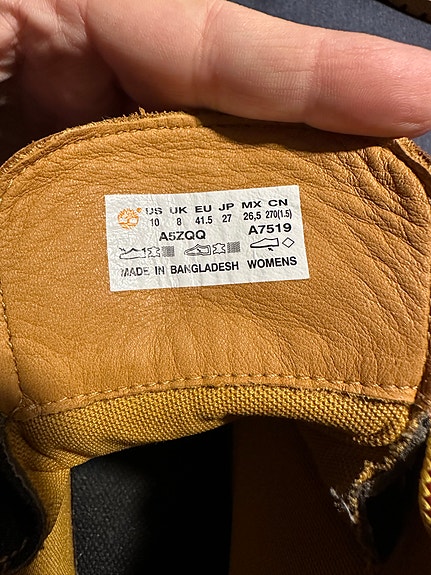 US UK EU JP MX CN
10 8 41.5 27 26,5 270(1.5)
A5ZQQ A7519
MADE IN BANGLADESH WOMENS